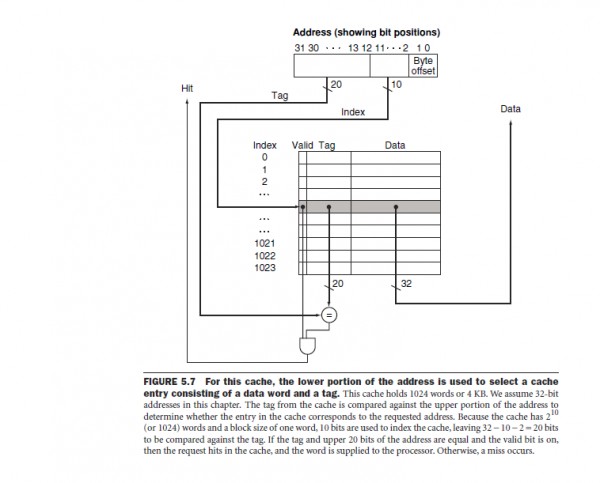 Address (showing bit positions)
31 30 ··· 13 12 11···2 1 0
Byte
offset
20
10
Hit
Tag
Index
Data
Index Valid Tag Data
0
1
2
...
...
...
1021
1022
1023
20
32
=
FIGURE 5.7 For this cache, the lower portion of the address is used to select a cache
entry consisting of a data word and a tag. This cache holds 1024 words or 4 KB. We assume 32-bit
addresses in this chapter. The tag from the cache is compared against the upper portion of the address to
determine whether the entry in the cache corresponds to the requested address. Because the cache has 2^10
(or 1024) words and a block size of one word, 10 bits are used to index the cache, leaving 32 − 10 − 2 = 20 bits
to be compared against the tag. If the tag and upper 20 bits of the address are equal and the valid bit is on,
then the request hits in the cache, and the word is supplied to the processor. Otherwise, a miss occurs.